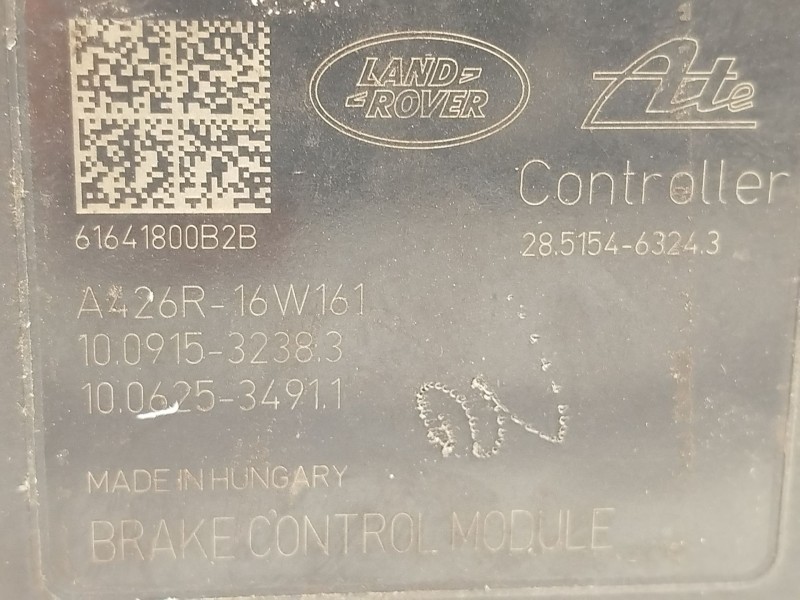 LAND
ROVER
Ate
Controller
61641800B2B
28.5154-6324.3
A426R-16W161
10.0915-3238.3
10.0625-3491.1
MADE IN HUNGARY
BRAKE CONTROL MODULE